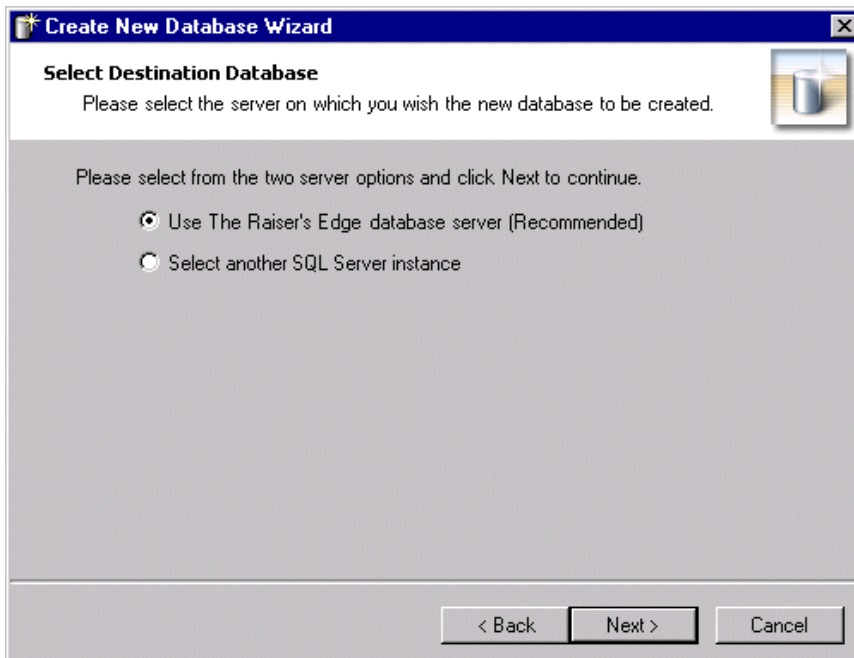 Create New Database Wizard
Select Destination Database
Please select the server on which you wish the new database to be created.
Please select from the two server options and click Next to continue.
Use The Raiser's Edge database server (Recommended)
Select another SQL Server instance
< Back Next > Cancel